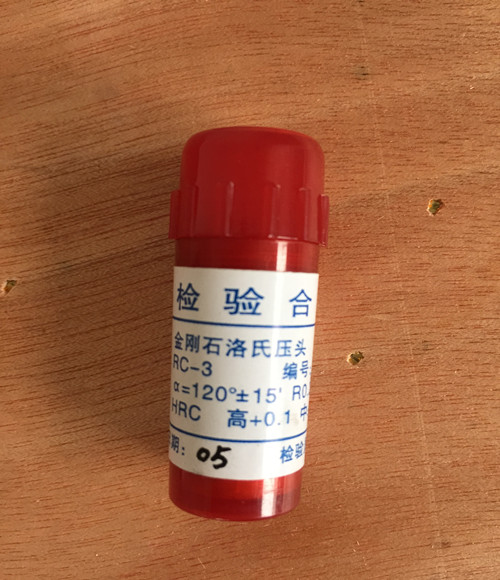 检验合
金刚石洛氏压头
RC-3 编号
α=120°±15′ R0.
HRC 高+0.1 中
期: 05 检验